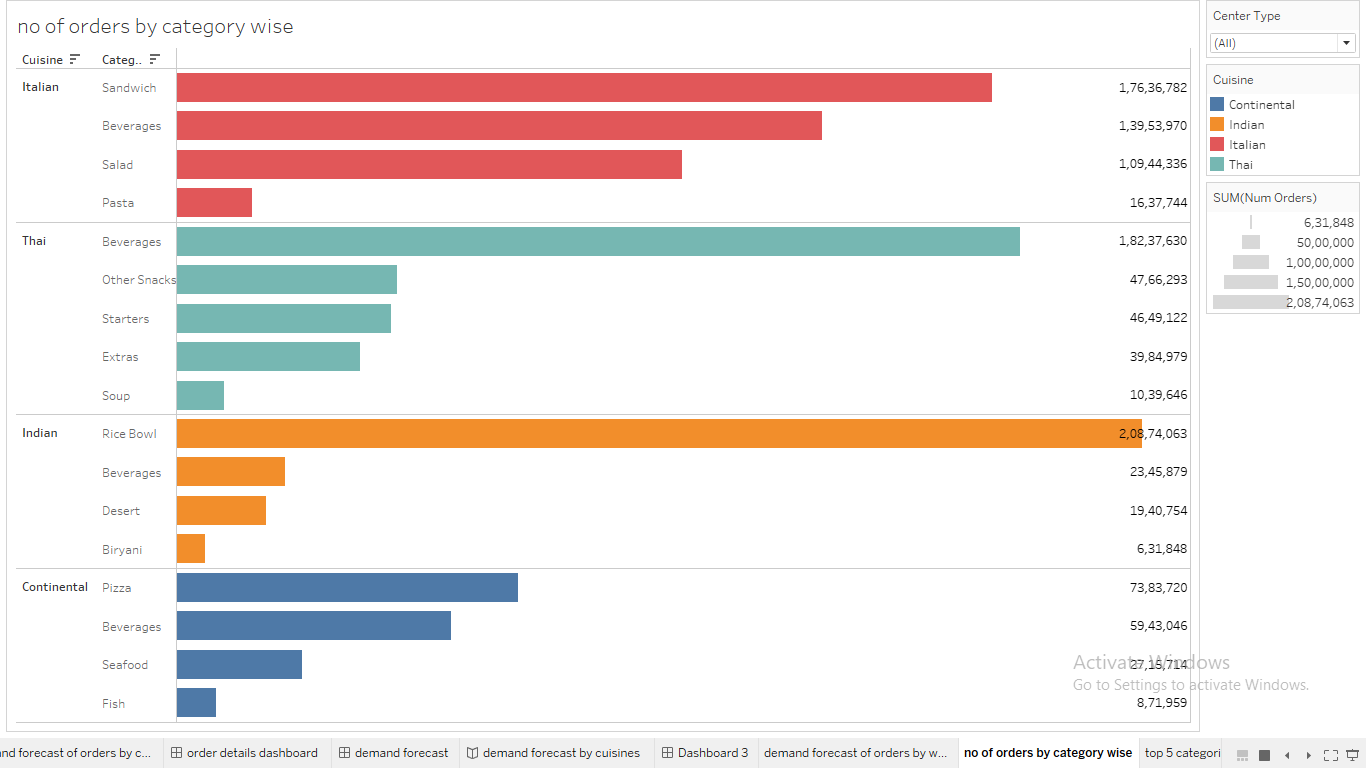 no of orders by category wise
Cuisine Categ..
Italian Sandwich 1,76,36,782
Beverages 1,39,53,970
Salad 1,09,44,336
Pasta 16,37,744
Thai Beverages 1,82,37,630
Other Snacks 47,66,293
Starters 46,49,122
Extras 39,84,979
Soup 10,39,646
Indian Rice Bowl 2,08,74,063
Beverages 23,45,879
Desert 19,40,754
Biryani 6,31,848
Continental Pizza 73,83,720
Beverages 59,43,046
Seafood 27,15,714
Fish 8,71,959
Center Type
(All)
Cuisine
Continental
Indian
Italian
Thai
SUM(Num Orders)
6,31,848
50,00,000
1,00,00,000
1,50,00,000
2,08,74,063
Activate Windows
Go to Settings to activate Windows.
nd forecast of orders by c... order details dashboard demand forecast demand forecast by cuisines Dashboard 3 demand forecast of orders by w... no of orders by category wise top 5 categori